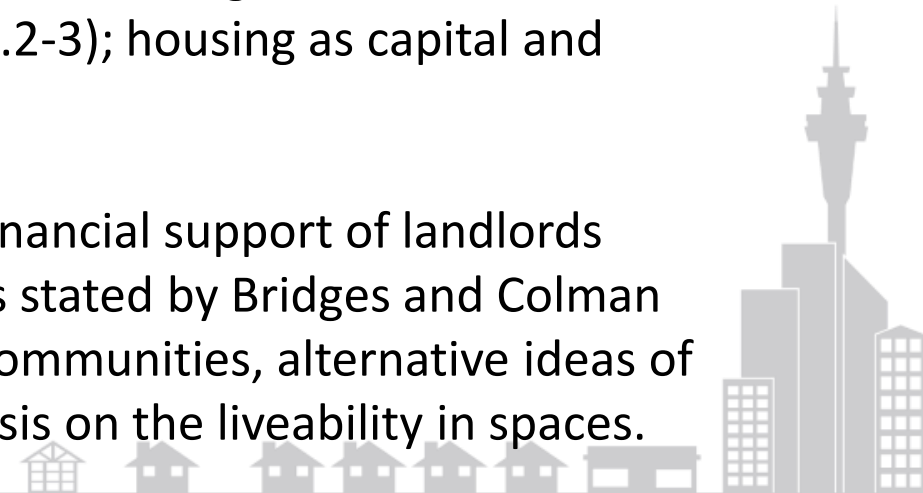 .2-3); housing as capital and
nancial support of landlords
s stated by Bridges and Colman
ommunities, alternative ideas of
sis on the liveability in spaces.